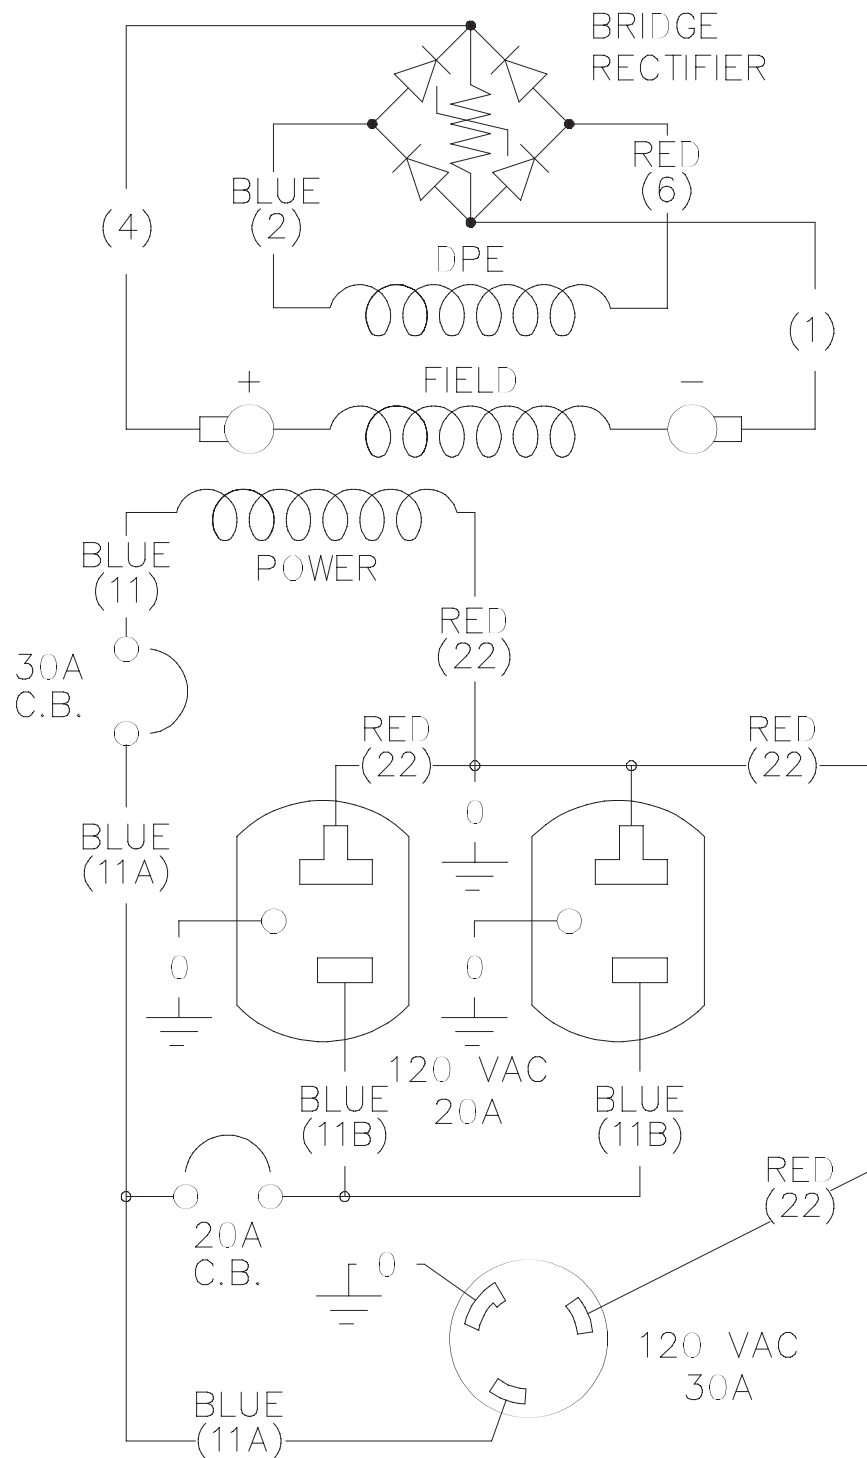 BRIDGE
RECTIFIER
RED
(6)
BLUE
(2)
(4)
DPE
(1)
+
FIELD
−
BLUE
(11)
POWER
RED
(22)
30A
C.B.
RED
(22)
RED
(22)
0
BLUE
(11A)
0
0
120 VAC
20A
BLUE
(11B)
BLUE
(11B)
RED
(22)
20A
C.B.
0
120 VAC
30A
BLUE
(11A)